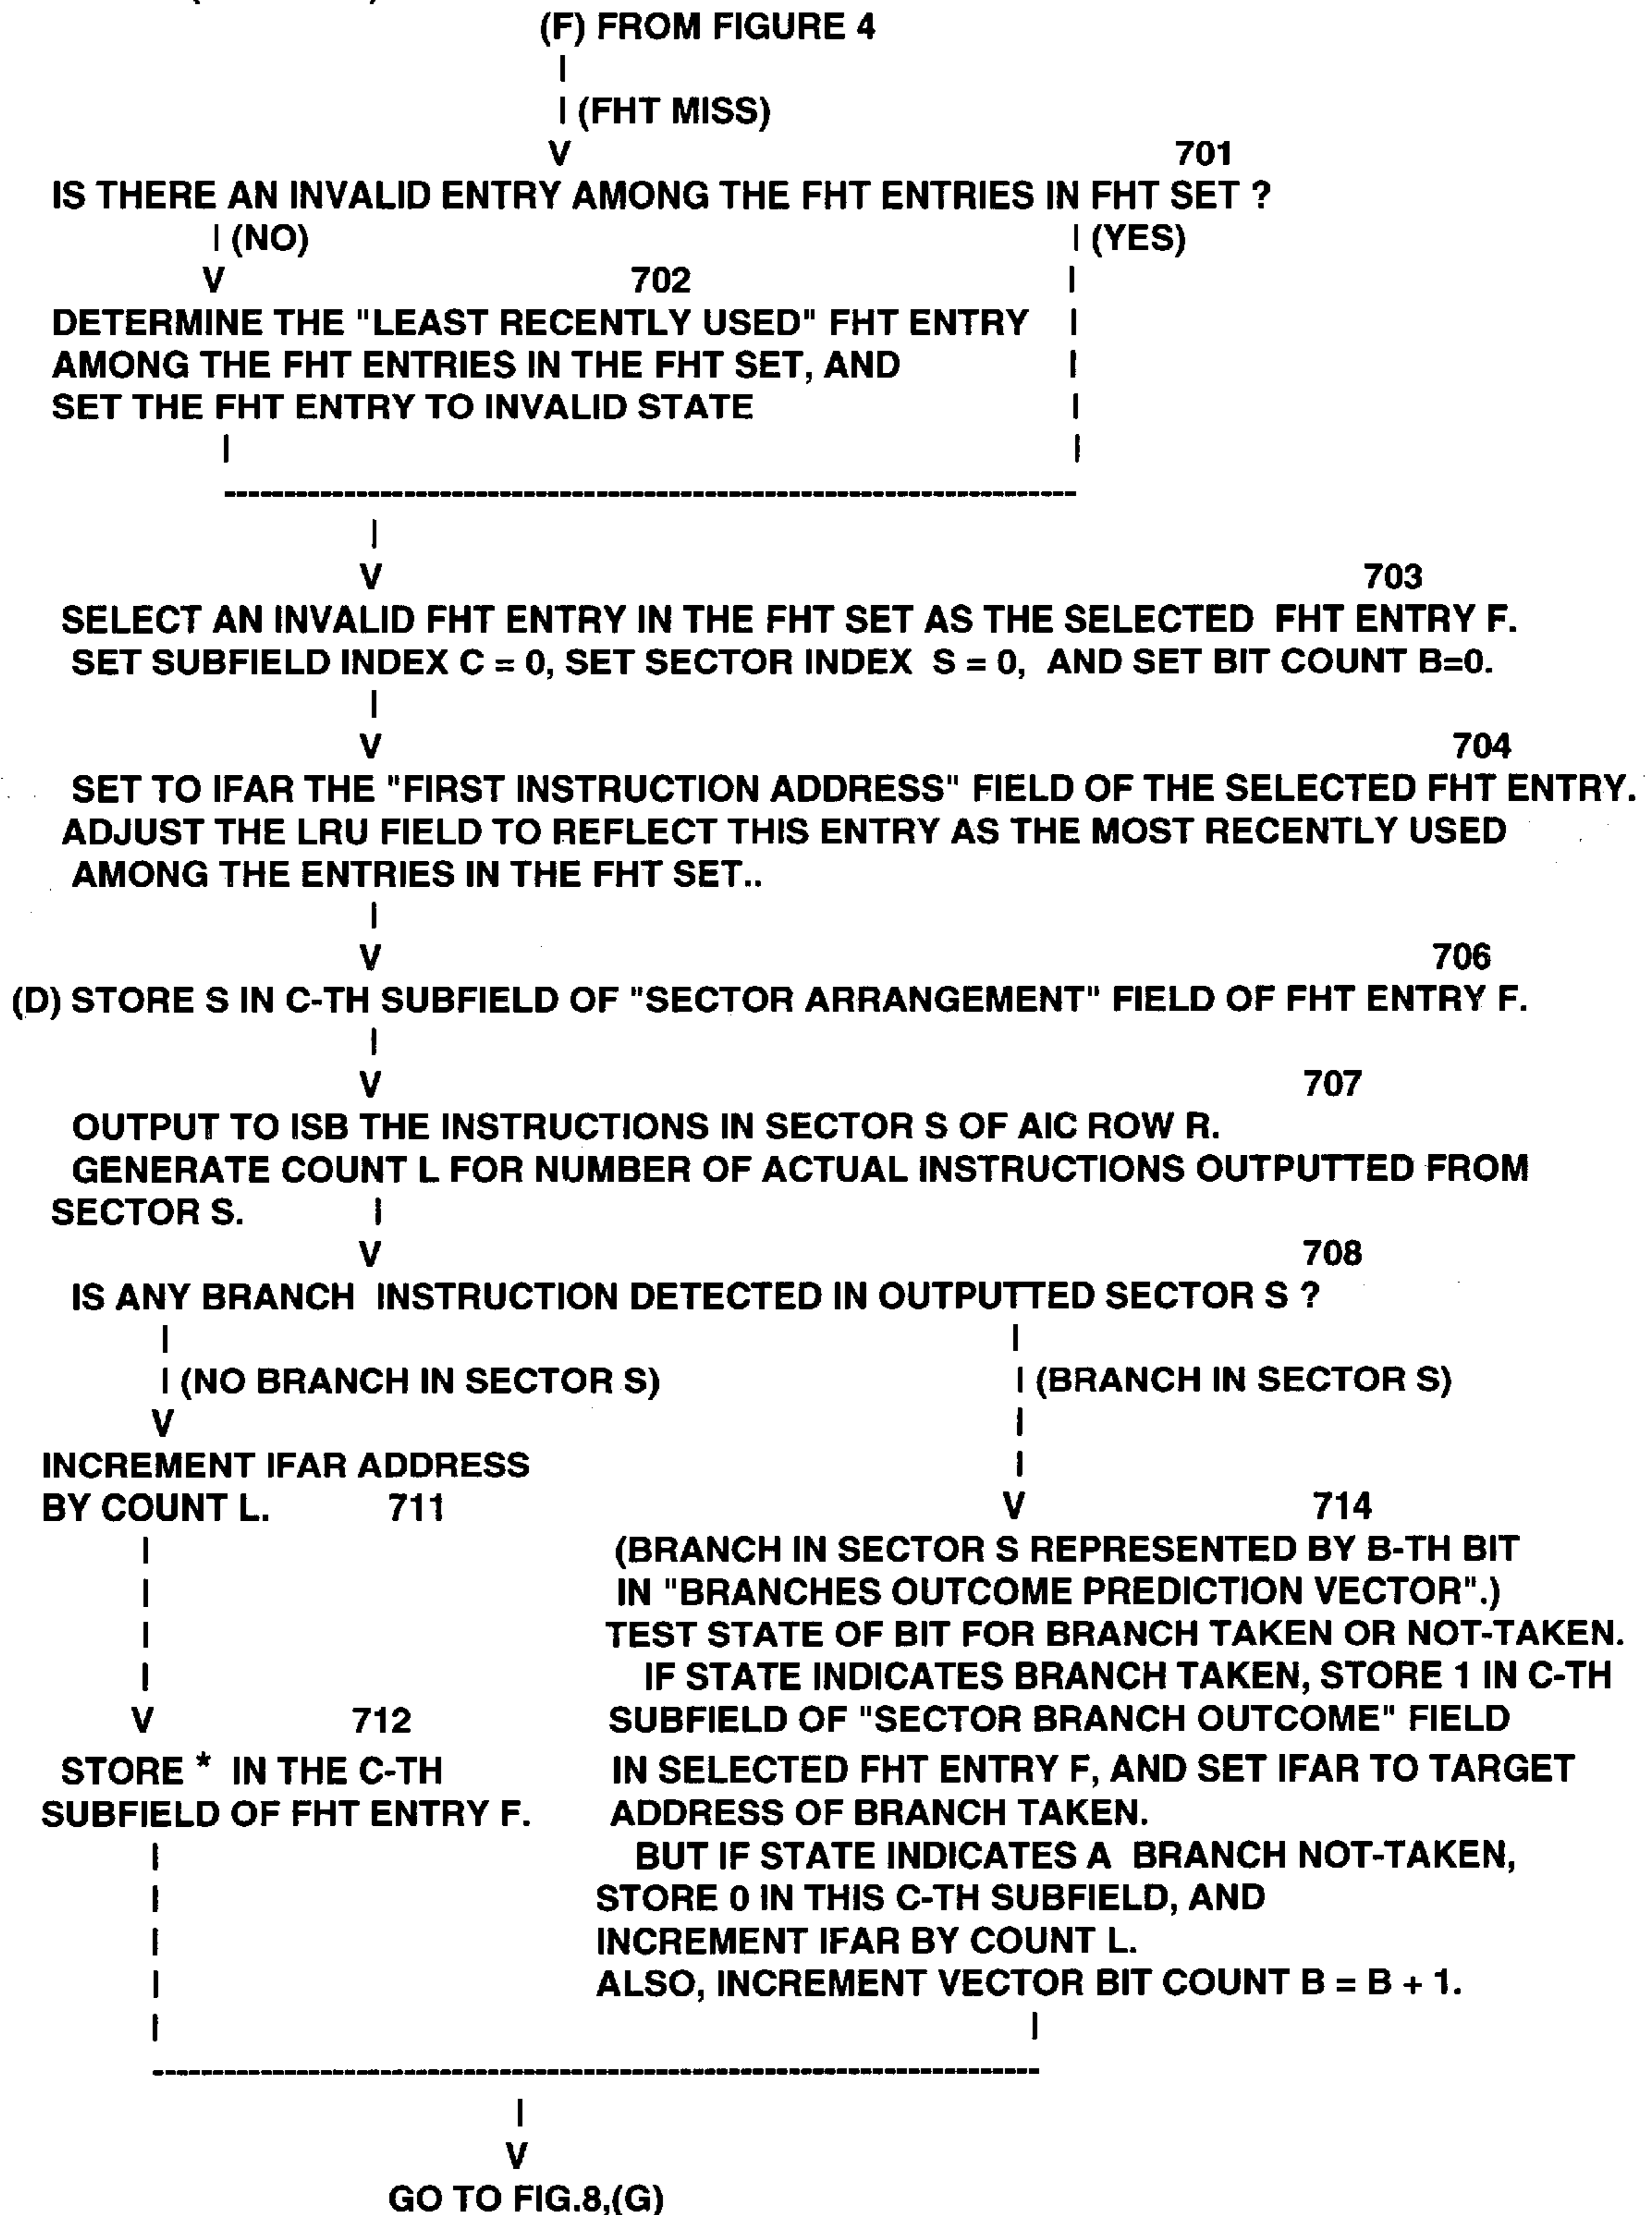 (F) FROM FIGURE 4
|
| (FHT MISS)
V
701
IS THERE AN INVALID ENTRY AMONG THE FHT ENTRIES IN FHT SET ?
| (NO) | (YES)
V 702 |
DETERMINE THE "LEAST RECENTLY USED" FHT ENTRY |
AMONG THE FHT ENTRIES IN THE FHT SET, AND |
SET THE FHT ENTRY TO INVALID STATE |
| |
-----------------------------------------------------------------------
|
V 703
SELECT AN INVALID FHT ENTRY IN THE FHT SET AS THE SELECTED FHT ENTRY F.
SET SUBFIELD INDEX C = 0, SET SECTOR INDEX S = 0, AND SET BIT COUNT B=0.
|
V 704
SET TO IFAR THE "FIRST INSTRUCTION ADDRESS" FIELD OF THE SELECTED FHT ENTRY.
ADJUST THE LRU FIELD TO REFLECT THIS ENTRY AS THE MOST RECENTLY USED
AMONG THE ENTRIES IN THE FHT SET..
|
V 706
(D) STORE S IN C-TH SUBFIELD OF "SECTOR ARRANGEMENT" FIELD OF FHT ENTRY F.
|
V 707
OUTPUT TO ISB THE INSTRUCTIONS IN SECTOR S OF AIC ROW R.
GENERATE COUNT L FOR NUMBER OF ACTUAL INSTRUCTIONS OUTPUTTED FROM
SECTOR S. |
V 708
IS ANY BRANCH INSTRUCTION DETECTED IN OUTPUTTED SECTOR S ?
| |
| (NO BRANCH IN SECTOR S) | (BRANCH IN SECTOR S)
V |
INCREMENT IFAR ADDRESS |
BY COUNT L. 711 V 714
| (BRANCH IN SECTOR S REPRESENTED BY B-TH BIT
| IN "BRANCHES OUTCOME PREDICTION VECTOR".)
| TEST STATE OF BIT FOR BRANCH TAKEN OR NOT-TAKEN.
| IF STATE INDICATES BRANCH TAKEN, STORE 1 IN C-TH
V 712 SUBFIELD OF "SECTOR BRANCH OUTCOME" FIELD
STORE * IN THE C-TH IN SELECTED FHT ENTRY F, AND SET IFAR TO TARGET
SUBFIELD OF FHT ENTRY F. ADDRESS OF BRANCH TAKEN.
| BUT IF STATE INDICATES A BRANCH NOT-TAKEN,
| STORE 0 IN THIS C-TH SUBFIELD, AND
| INCREMENT IFAR BY COUNT L.
| ALSO, INCREMENT VECTOR BIT COUNT B = B + 1.
| |
--------------------------------------------------------------------------
|
V
GO TO FIG.8,(G)